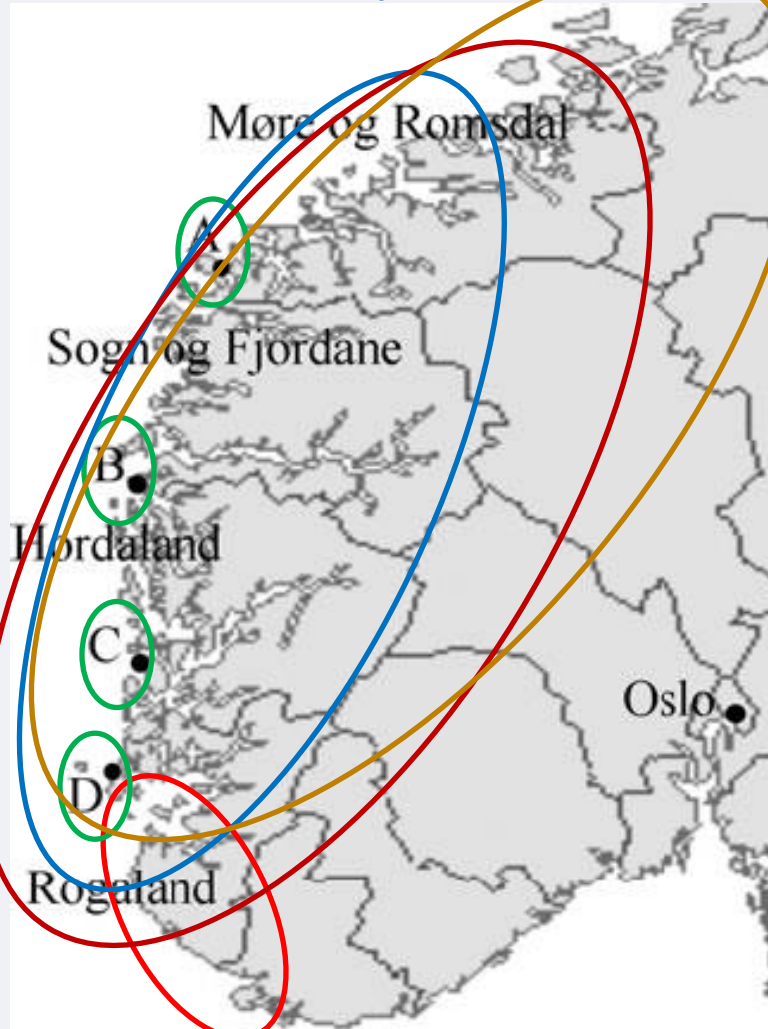 Møre og Romsdal
A
Sogn og Fjordane
B
Hordaland
C
Oslo
D
Rogaland